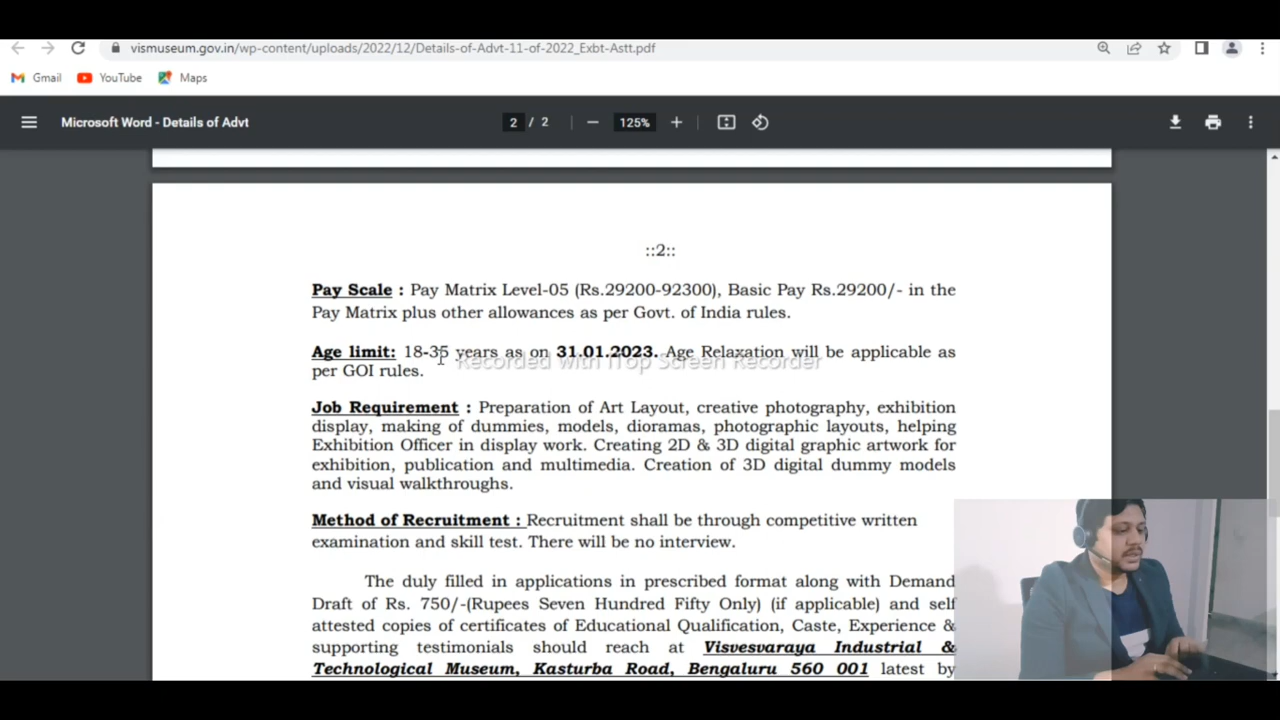 vismuseum.gov.in/wp-content/uploads/2022/12/Details-of-Advt-11-of-2022_Exbt-Astt.pdf
Gmail YouTube Maps
Microsoft Word - Details of Advt 2 / 2 125%
::2::
Pay Scale : Pay Matrix Level-05 (Rs.29200-92300), Basic Pay Rs.29200/- in the
Pay Matrix plus other allowances as per Govt. of India rules.
Age limit: 18-35 years as on 31.01.2023. Age Relaxation will be applicable as
Recorded with iTop Screen Recorder
per GOI rules.
Job Requirement : Preparation of Art Layout, creative photography, exhibition
display, making of dummies, models, dioramas, photographic layouts, helping
Exhibition Officer in display work. Creating 2D & 3D digital graphic artwork for
exhibition, publication and multimedia. Creation of 3D digital dummy models
and visual walkthroughs.
Method of Recruitment : Recruitment shall be through competitive written
examination and skill test. There will be no interview.
The duly filled in applications in prescribed format along with Demand
Draft of Rs. 750/-(Rupees Seven Hundred Fifty Only) (if applicable) and self
attested copies of certificates of Educational Qualification, Caste, Experience &
supporting testimonials should reach at Visvesvaraya Industrial &
Technological Museum, Kasturba Road, Bengaluru 560 001 latest by